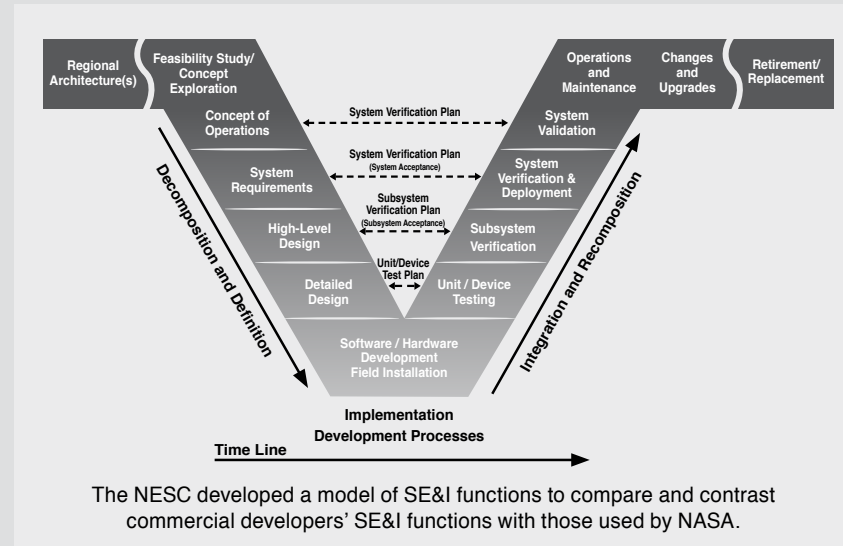 Regional
Architecture(s)
Feasibility Study/
Concept
Exploration
Operations
and
Maintenance
Changes
and
Upgrades
Retirement/
Replacement
Concept of
Operations
System Verification Plan
System
Validation
System
Requirements
System Verification Plan
(System Acceptance)
System
Verification &
Deployment
High-Level
Design
Subsystem
Verification Plan
(Subsystem Acceptance)
Subsystem
Verification
Detailed
Design
Unit/Device
Test Plan
Unit / Device
Testing
Software / Hardware
Development
Field Installation
Decomposition and Definition
Integration and Recomposition
Implementation
Development Processes
Time Line
The NESC developed a model of SE&I functions to compare and contrast
commercial developers' SE&I functions with those used by NASA.